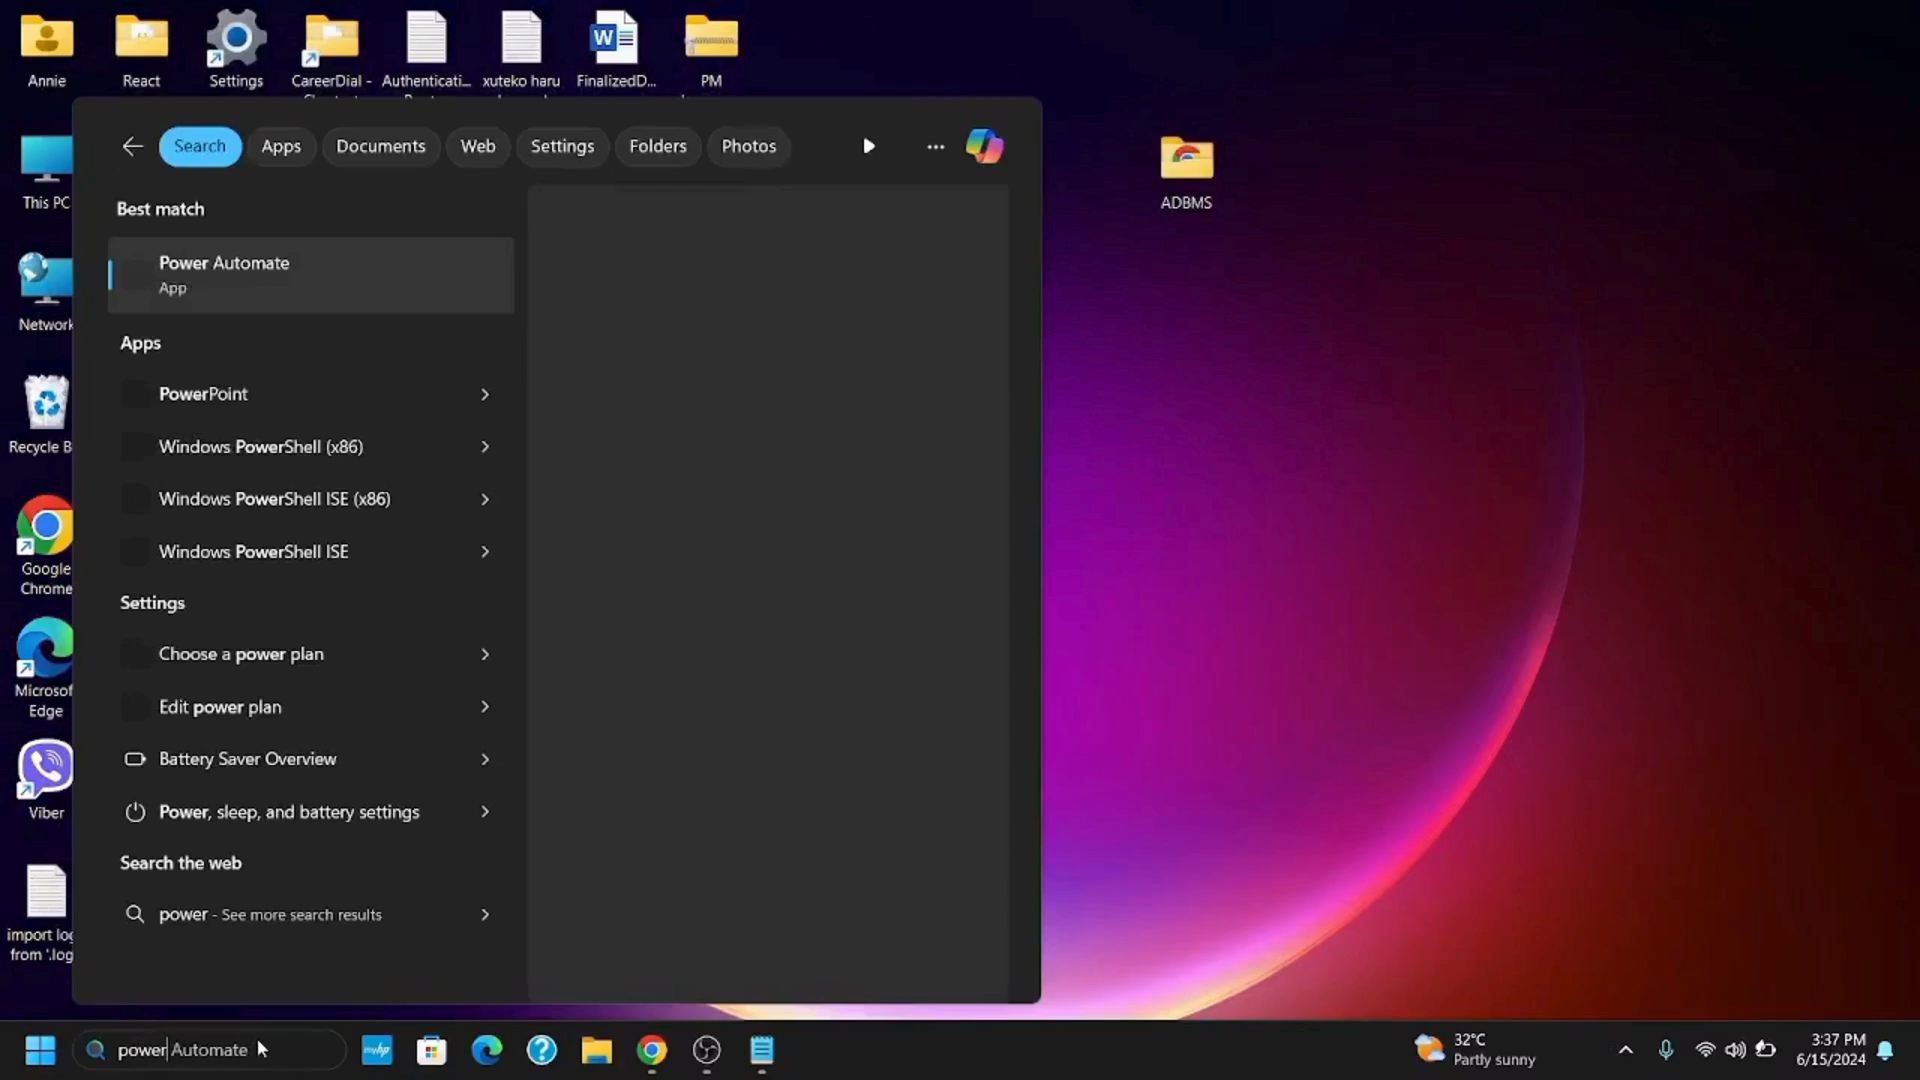 Annie
React
Settings
CareerDial -
Authenticati...
xuteko haru
FinalizedD...
PM
Search
Apps
Documents
Web
Settings
Folders
Photos
This PC
ADBMS
Best match
Power Automate
App
Network
Apps
PowerPoint
Windows PowerShell (x86)
Recycle B
Windows PowerShell ISE (x86)
Windows PowerShell ISE
Google
Chrome
Settings
Choose a power plan
Microsof
Edge
Edit power plan
Battery Saver Overview
Viber
Power, sleep, and battery settings
Search the web
power - See more search results
import log
from '.log
power Automate
myhp
32°C
Partly sunny
3:37 PM
6/15/2024